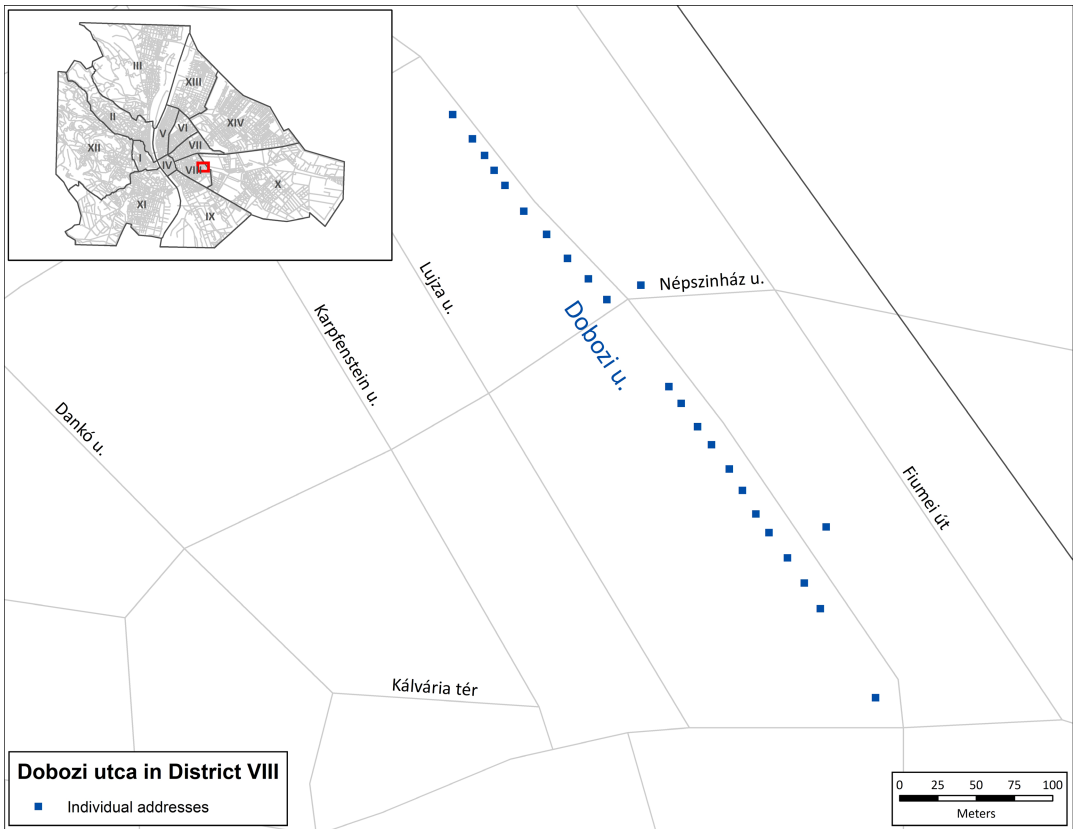 III
XIII
II
V
VI
XIV
XII
VII
I
IV
VIII
X
XI
IX
Népszinház u.
Lujza u.
Dobozi u.
Karpfenstein u.
Dankó u.
Fiumei út
Kálvária tér
Dobozi utca in District VIII
Individual addresses
0 25 50 75 100
Meters